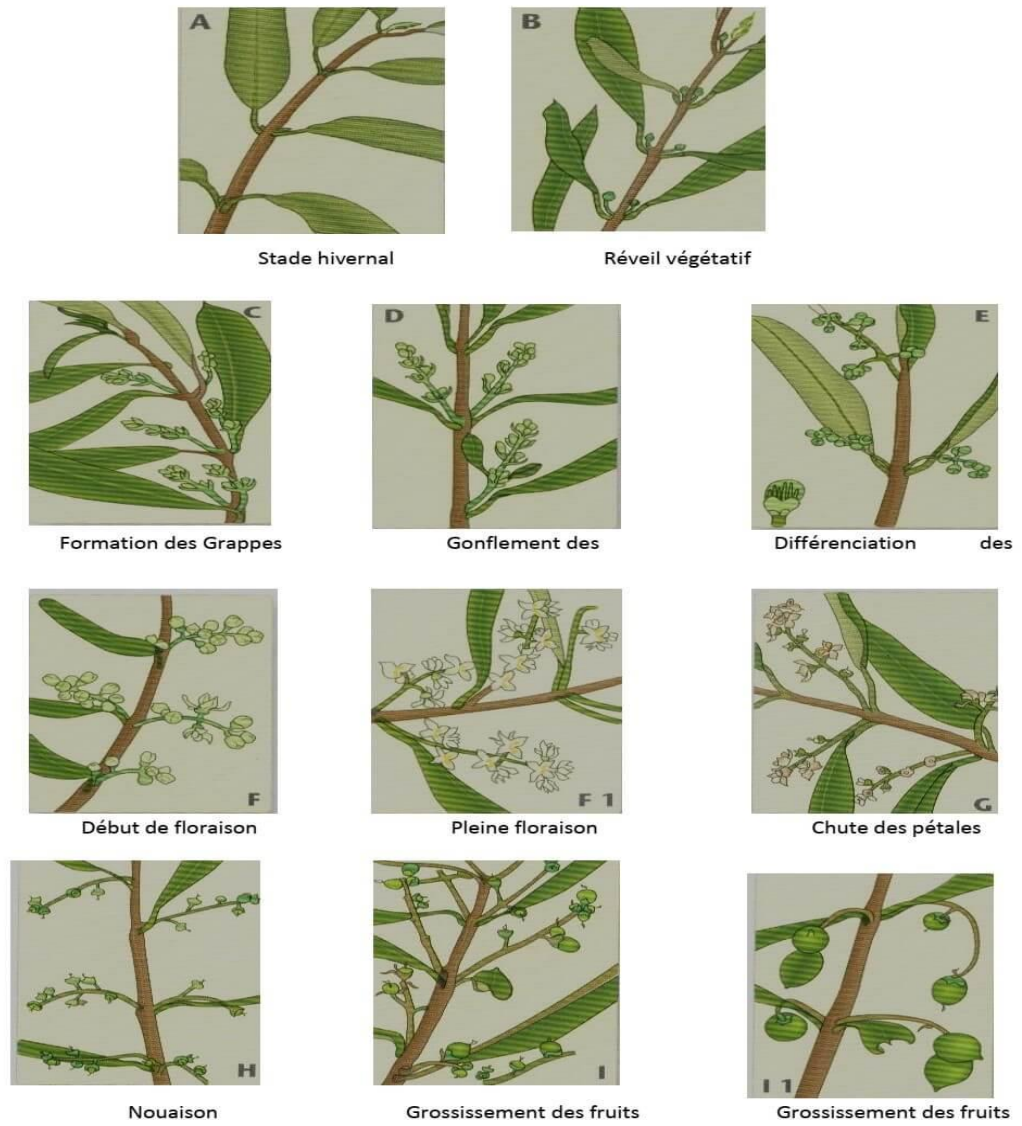 A B
Stade hivernal Réveil végétatif
C D E
Formation des Grappes Gonflement des Différenciation des
F F 1 G
Début de floraison Pleine floraison Chute des pétales
H I I 1
Nouaison Grossissement des fruits Grossissement des fruits